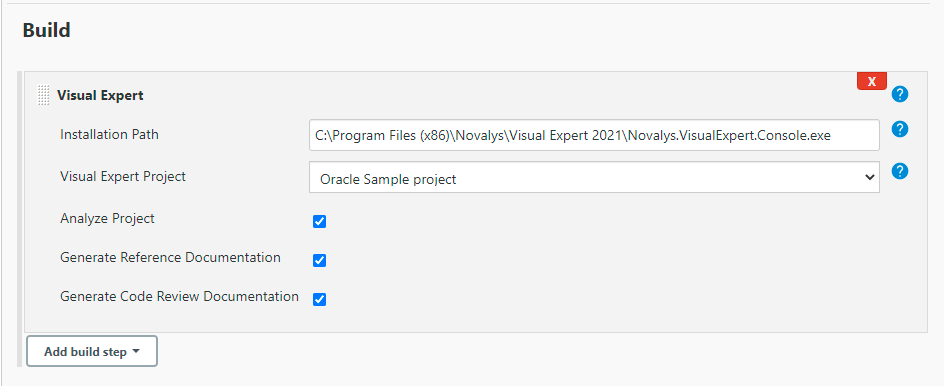 Build
X
Visual Expert
?
Installation Path
C:\Program Files (x86)\Novalys\Visual Expert 2021\Novalys.VisualExpert.Console.exe
?
Visual Expert Project
Oracle Sample project
?
Analyze Project
Generate Reference Documentation
Generate Code Review Documentation
Add build step